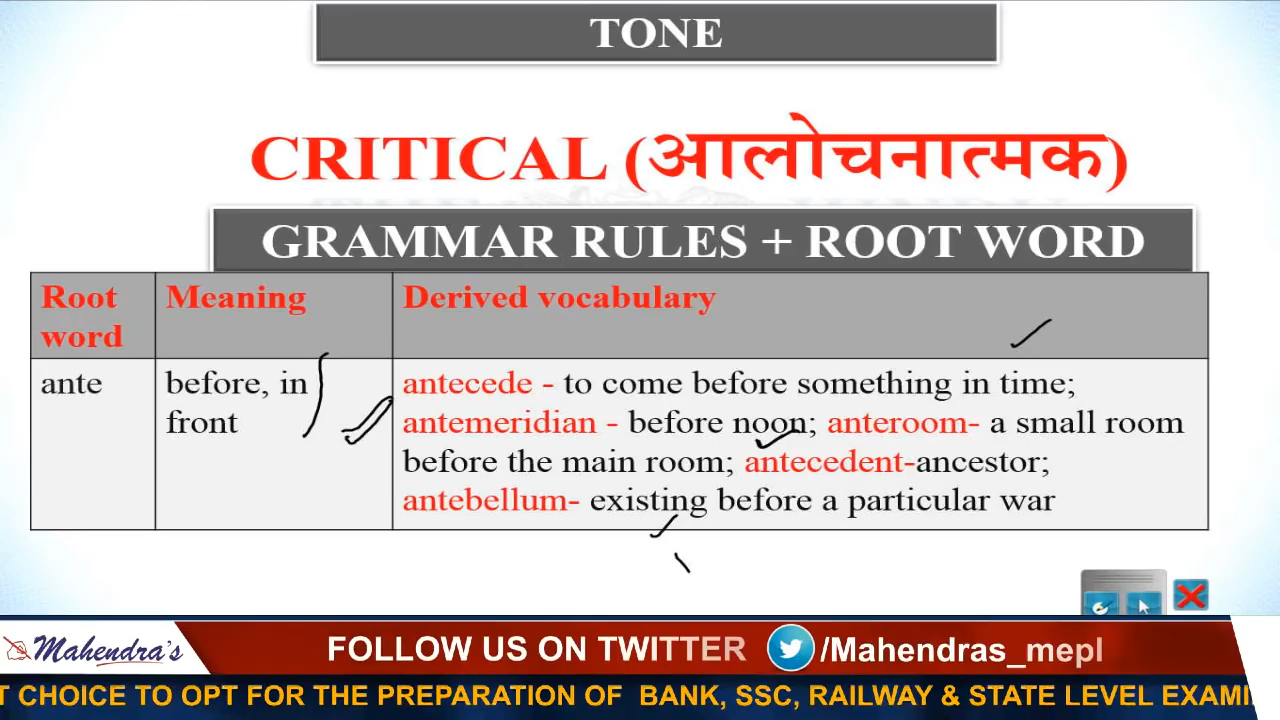 TONE
CRITICAL (आलोचनात्मक)
GRAMMAR RULES + ROOT WORD
Root word
Meaning
Derived vocabulary
ante
before, in
front
antecede - to come before something in time;
antemeridian - before noon; anteroom- a small room
before the main room; antecedent-ancestor;
antebellum- existing before a particular war
Mahendra's
FOLLOW US ON TWITTER
/Mahendras_mepl
T CHOICE TO OPT FOR THE PREPARATION OF BANK, SSC, RAILWAY & STATE LEVEL EXAMI